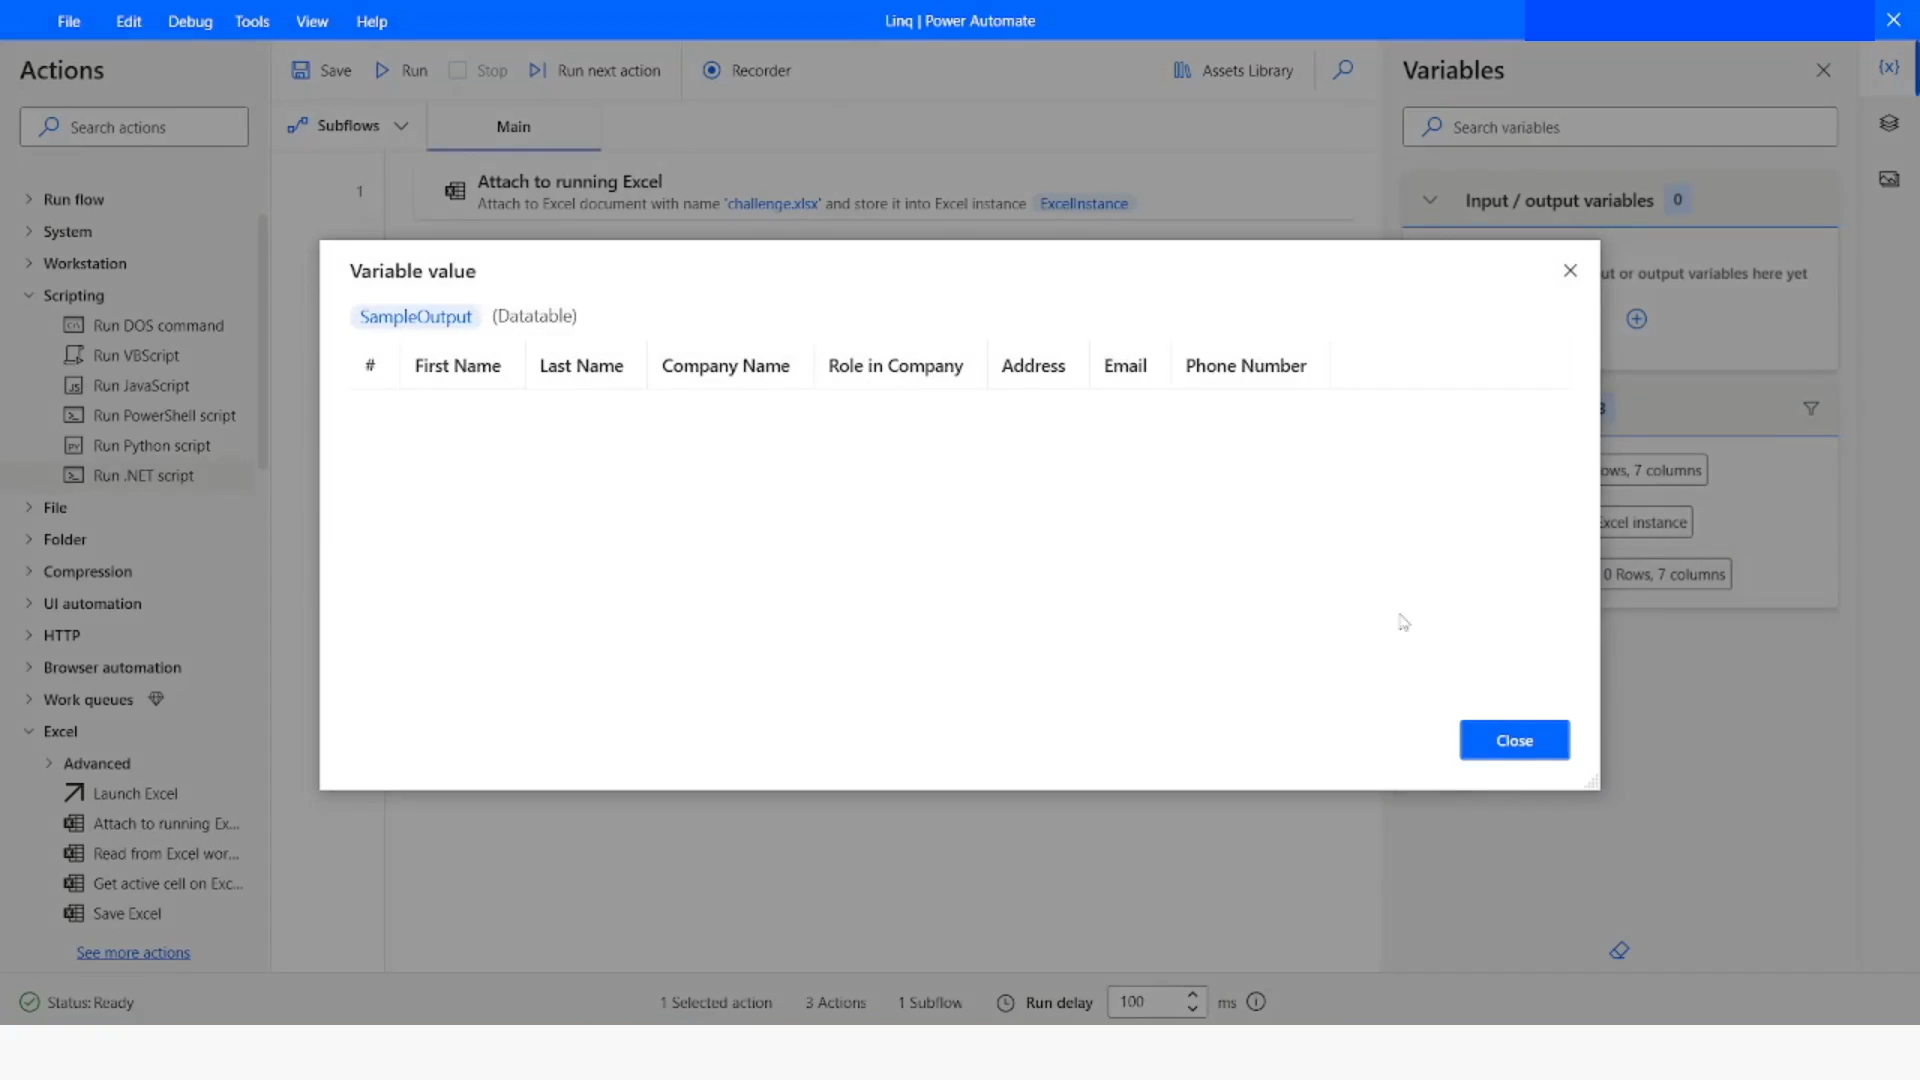 File Edit Debug Tools View Help
Linq | Power Automate
Actions
Search actions
Run flow
System
Workstation
Scripting
Run DOS command
Run VBScript
Run JavaScript
Run PowerShell script
Run Python script
Run .NET script
File
Folder
Compression
UI automation
HTTP
Browser automation
Work queues
Excel
Advanced
Launch Excel
Attach to running Ex...
Read from Excel wor...
Get active cell on Exc...
Save Excel
See more actions
Save Run Stop Run next action Recorder Assets Library
Subflows Main
1
Attach to running Excel
Attach to Excel document with name 'challenge.xlsx' and store it into Excel instance ExcelInstance
Variable value
SampleOutput (Datatable)
# First Name Last Name Company Name Role in Company Address Email Phone Number
Close
Variables
{x}
Search variables
Input / output variables 0
or output variables here yet
7 columns
Excel instance
0 Rows, 7 columns
Status: Ready
1 Selected action 3 Actions 1 Subflow Run delay 100 ms